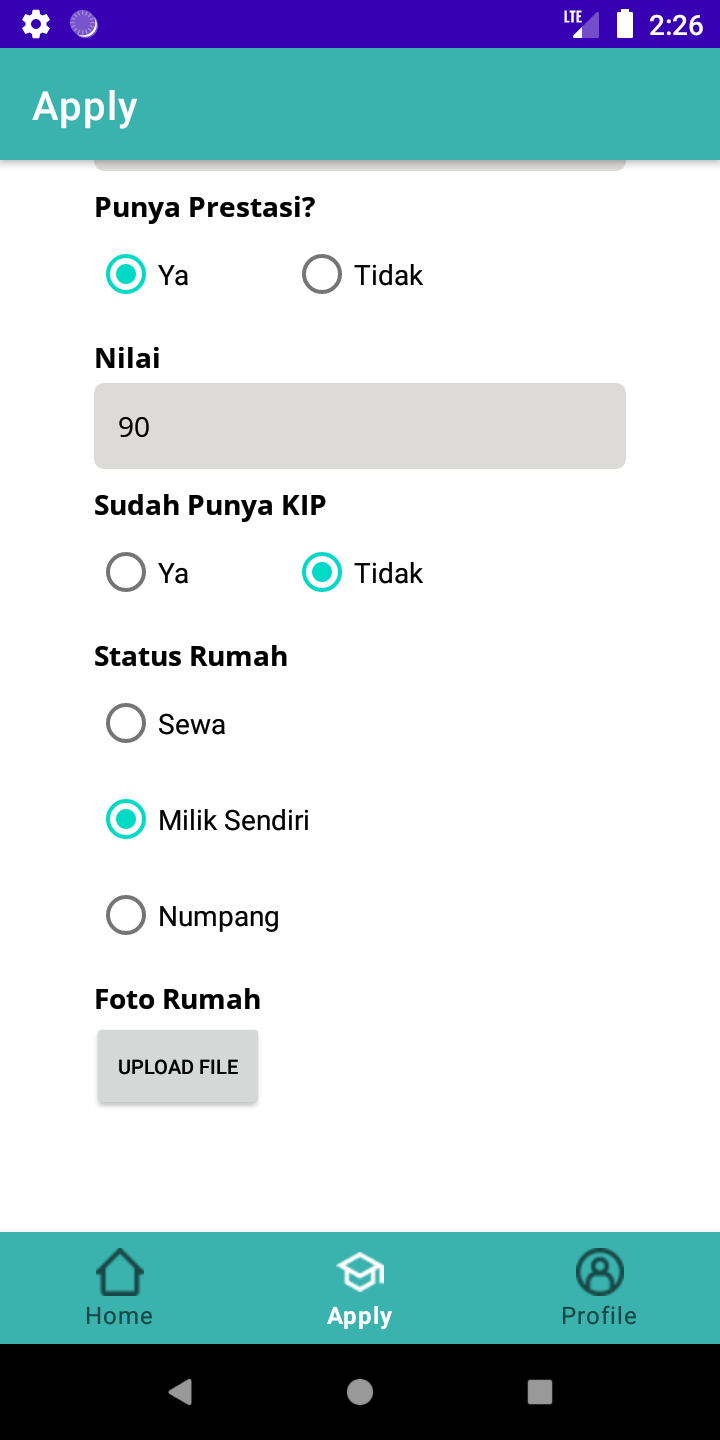 LTE 2:26
Apply
Punya Prestasi?
Ya Tidak
Nilai
90
Sudah Punya KIP
Ya Tidak
Status Rumah
Sewa
Milik Sendiri
Numpang
Foto Rumah
UPLOAD FILE
Home Apply Profile